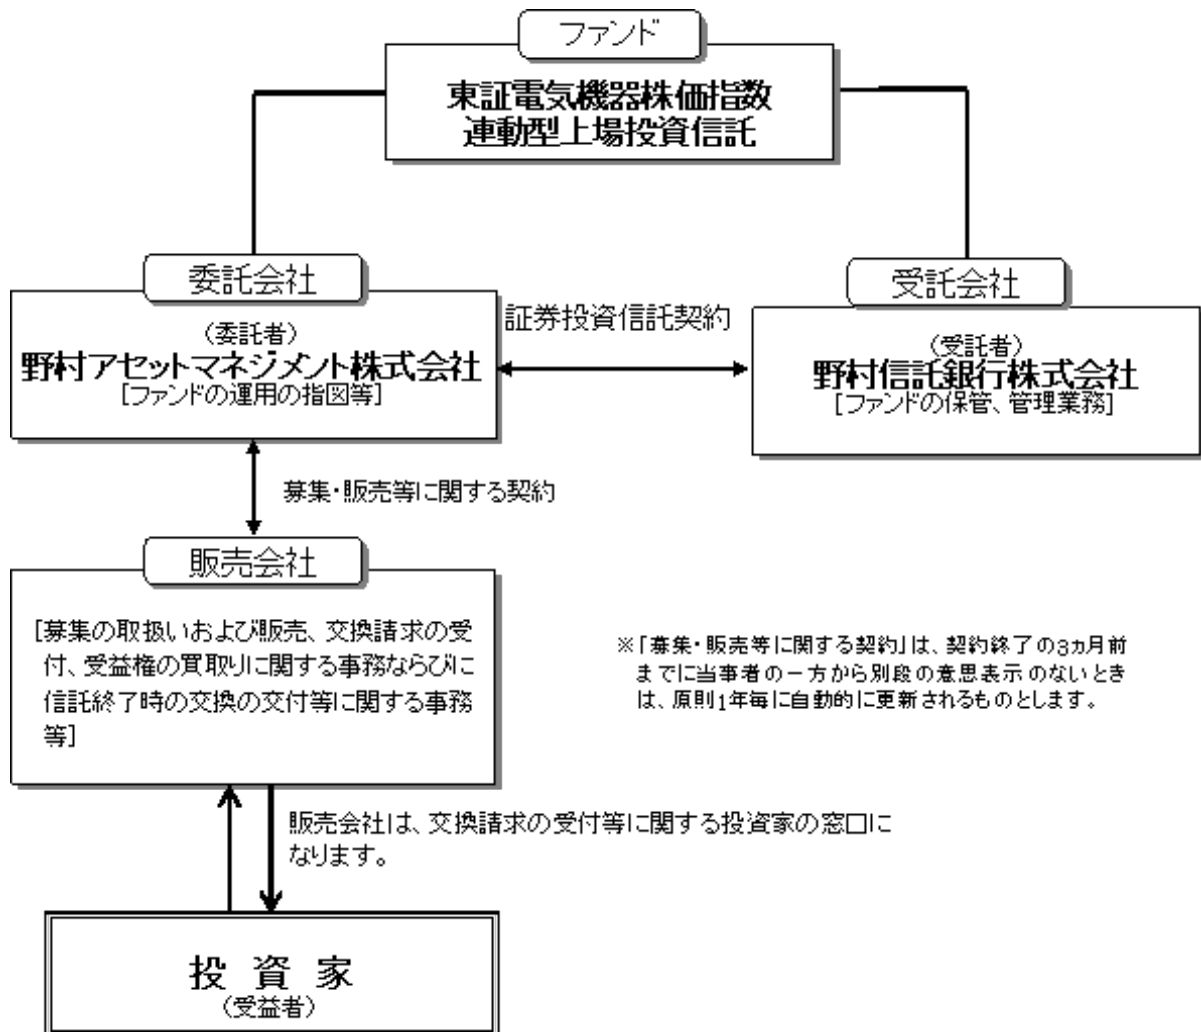 ファンド
東証電気機器株価指数
連動型上場投資信託
委託会社
(委託者)
野村アセットマネジメント株式会社
[ファンドの運用の指図等]
証券投資信託契約
受託会社
(受託者)
野村信託銀行株式会社
[ファンドの保管、管理業務]
募集・販売等に関する契約
販売会社
[募集の取扱いおよび販売、交換請求の受
付、受益権の買取りに関する事務ならびに
信託終了時の交換の交付等に関する事務
等]
※「募集・販売等に関する契約」は、契約終了の3ヵ月前
までに当事者の一方から別段の意思表示のないとき
は、原則1年毎に自動的に更新されるものとします。
販売会社は、交換請求の受付等に関する投資家の窓口に
なります。
投 資 家
(受益者)